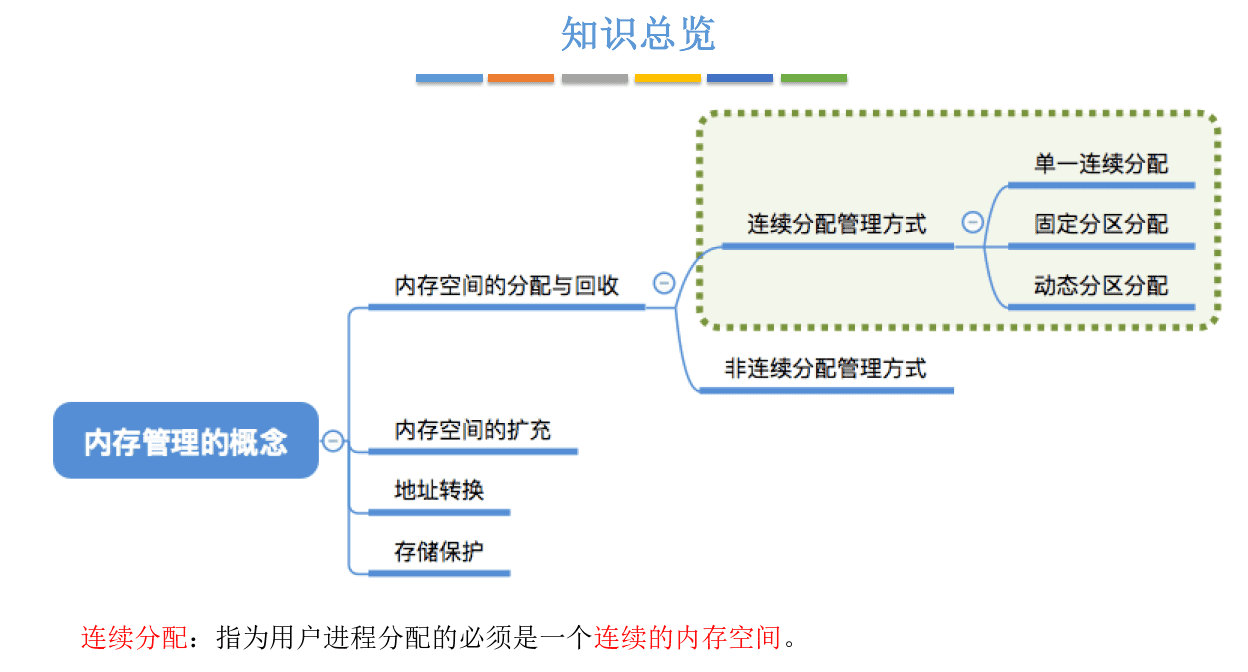 知识总览
单一连续分配
连续分配管理方式
固定分区分配
内存空间的分配与回收
动态分区分配
非连续分配管理方式
内存管理的概念
内存空间的扩充
地址转换
存储保护
连续分配：指为用户进程分配的必须是一个连续的内存空间。